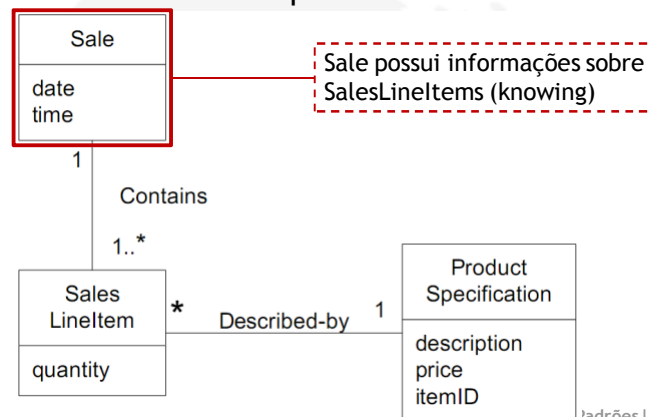 Sale
date
time
Sale possui informações sobre
SalesLineItems (knowing)
1
Contains
1..*
Sales
LineItem
quantity
*
Described-by
1
Product
Specification
description
price
itemID